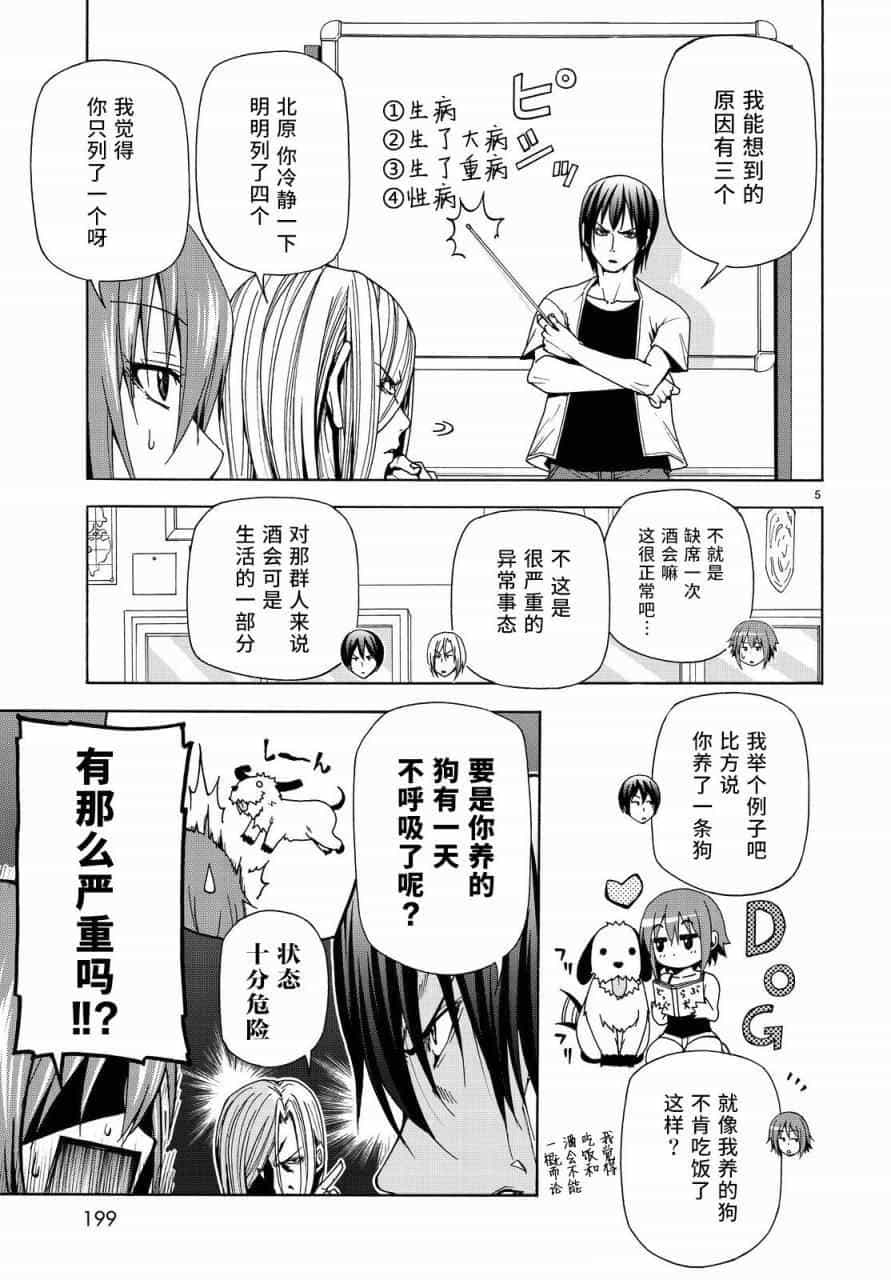 我能想到的
原因有三个
ピピッッ
①生病
②生了大病
③生了重病
④性病
北原 你冷静一下
明明列了四个
我觉得
你只列了一个呀
5
不就是
缺席一次
酒会嘛
这很正常吧…
不 这是
很严重的
异常事态
对那群人来说
酒会可是
生活的一部分
我举个例子吧
比方说
你养了一条狗
DOG
どっぐ
らぶ
就像我养的狗
不肯吃饭了
这样？
我觉得
吃饭和
酒会不能
一概而论
要是你养的
狗有一天
不呼吸了呢？
しーん
状态
十分危险
有那么严重吗!!?
199